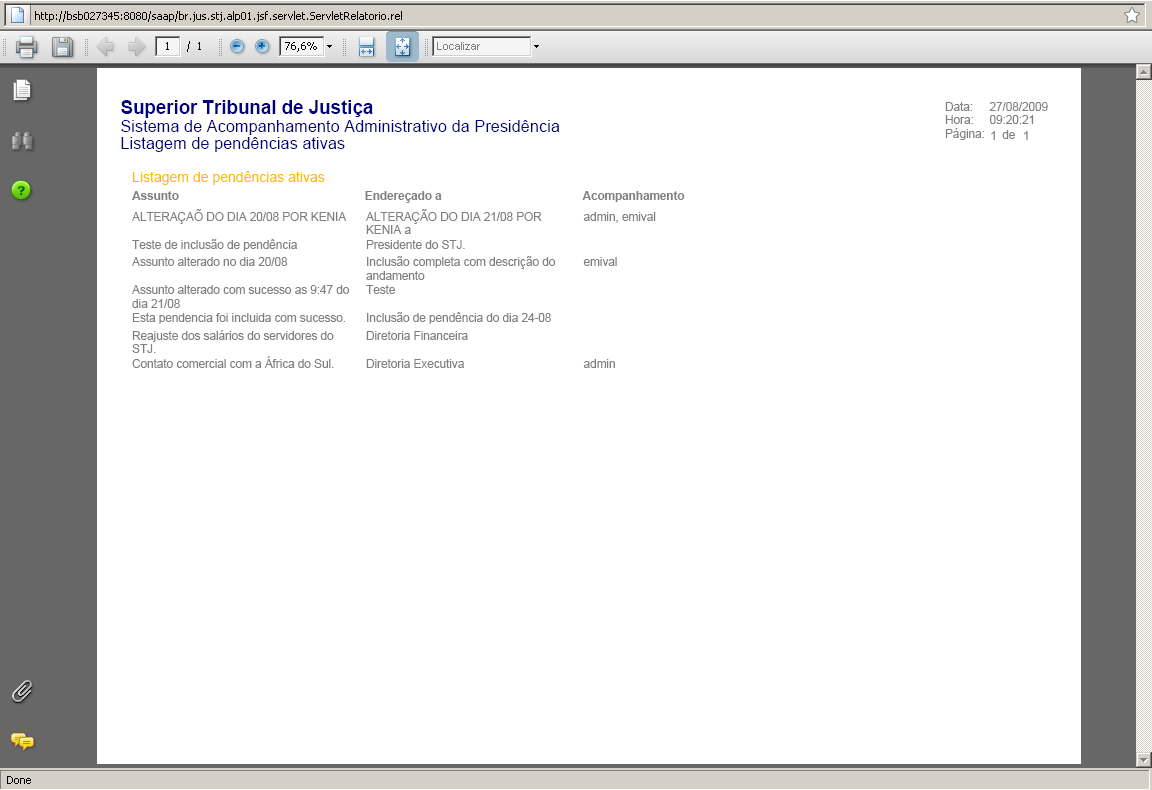 http://bsb027345:8080/saap/br.jus.stj.alp01.jsf.servlet.ServletRelatorio.rel
1 / 1 76,6% Localizar
Superior Tribunal de Justiça
Sistema de Acompanhamento Administrativo da Presidência
Listagem de pendências ativas
Data: 27/08/2009
Hora: 09:20:21
Página: 1 de 1
Listagem de pendências ativas
Assunto Endereçado a Acompanhamento
ALTERAÇAÕ DO DIA 20/08 POR KENIA ALTERAÇÃO DO DIA 21/08 POR admin, emival
KENIA a
Teste de inclusão de pendência Presidente do STJ.
Assunto alterado no dia 20/08 Inclusão completa com descrição do emival
andamento
Assunto alterado com sucesso as 9:47 do Teste
dia 21/08
Esta pendencia foi incluida com sucesso. Inclusão de pendência do dia 24-08
Reajuste dos salários do servidores do Diretoria Financeira
STJ.
Contato comercial com a África do Sul. Diretoria Executiva admin
Done